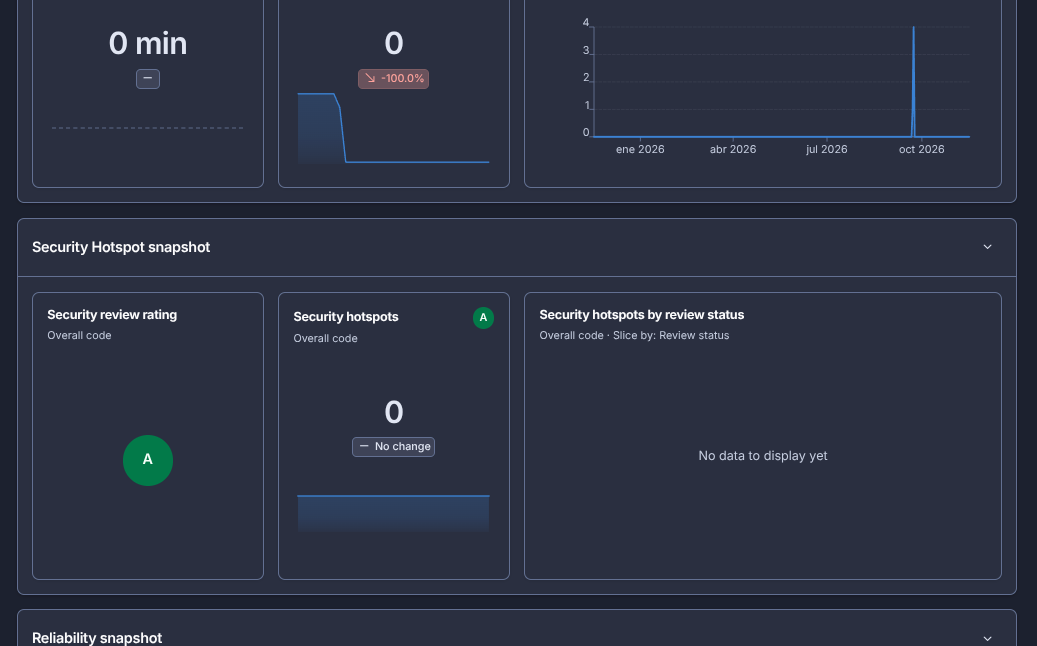 0 min
–
0
-100.0%
4
3
2
1
0
ene 2026
abr 2026
jul 2026
oct 2026
Security Hotspot snapshot
Security review rating
Overall code
A
Security hotspots
A
Overall code
0
– No change
Security hotspots by review status
Overall code · Slice by: Review status
No data to display yet
Reliability snapshot